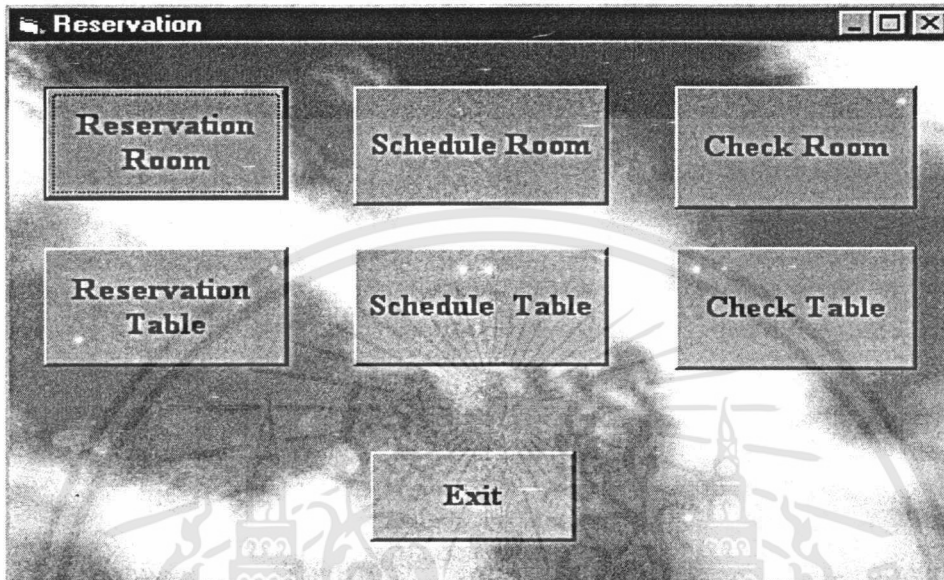 Reservation
Reservation
Room
Schedule Room
Check Room
Reservation
Table
Schedule Table
Check Table
Exit